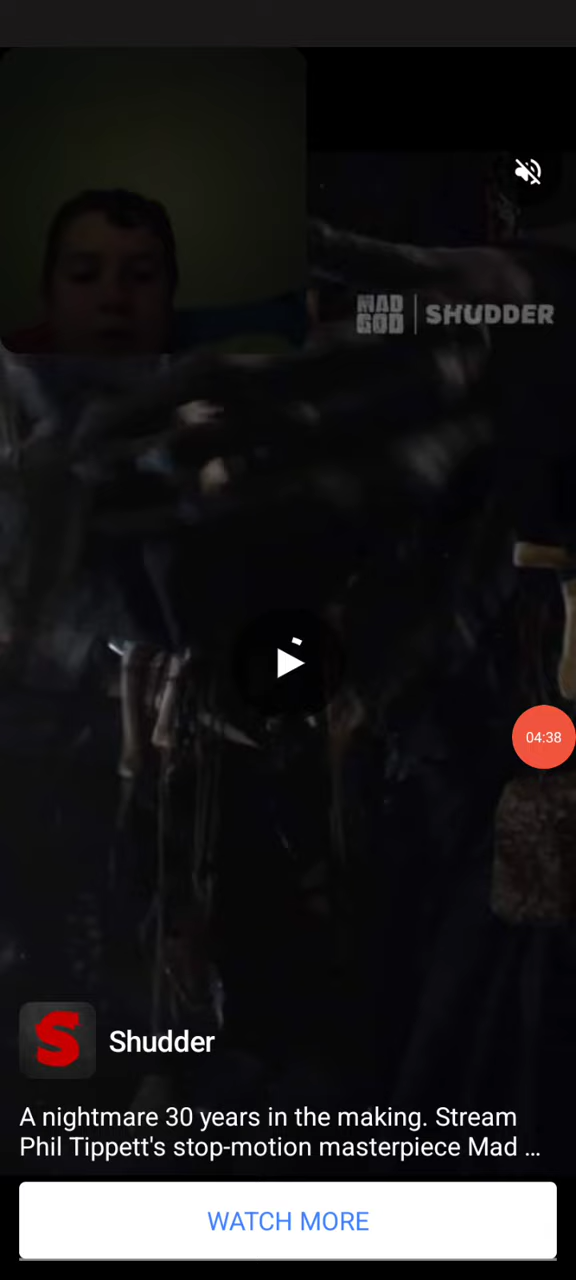 MAD GOD | SHUDDER
04:38
Shudder
A nightmare 30 years in the making. Stream
Phil Tippett's stop-motion masterpiece Mad ...
WATCH MORE